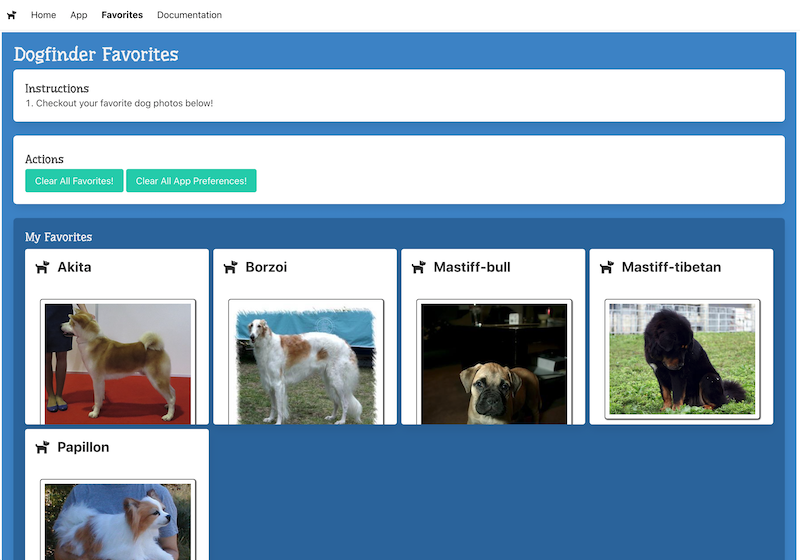 Home App Favorites Documentation
Dogfinder Favorites
Instructions
1. Checkout your favorite dog photos below!
Actions
Clear All Favorites! Clear All App Preferences!
My Favorites
Akita Borzoi Mastiff-bull Mastiff-tibetan
Papillon